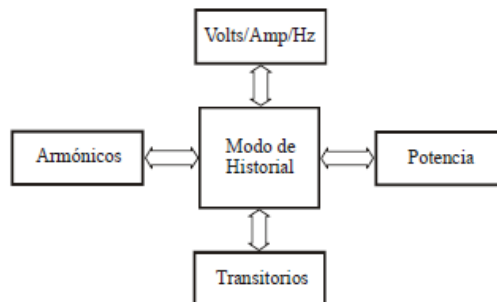 Volts/Amp/Hz
Armónicos
Modo de
Historial
Potencia
Transitorios